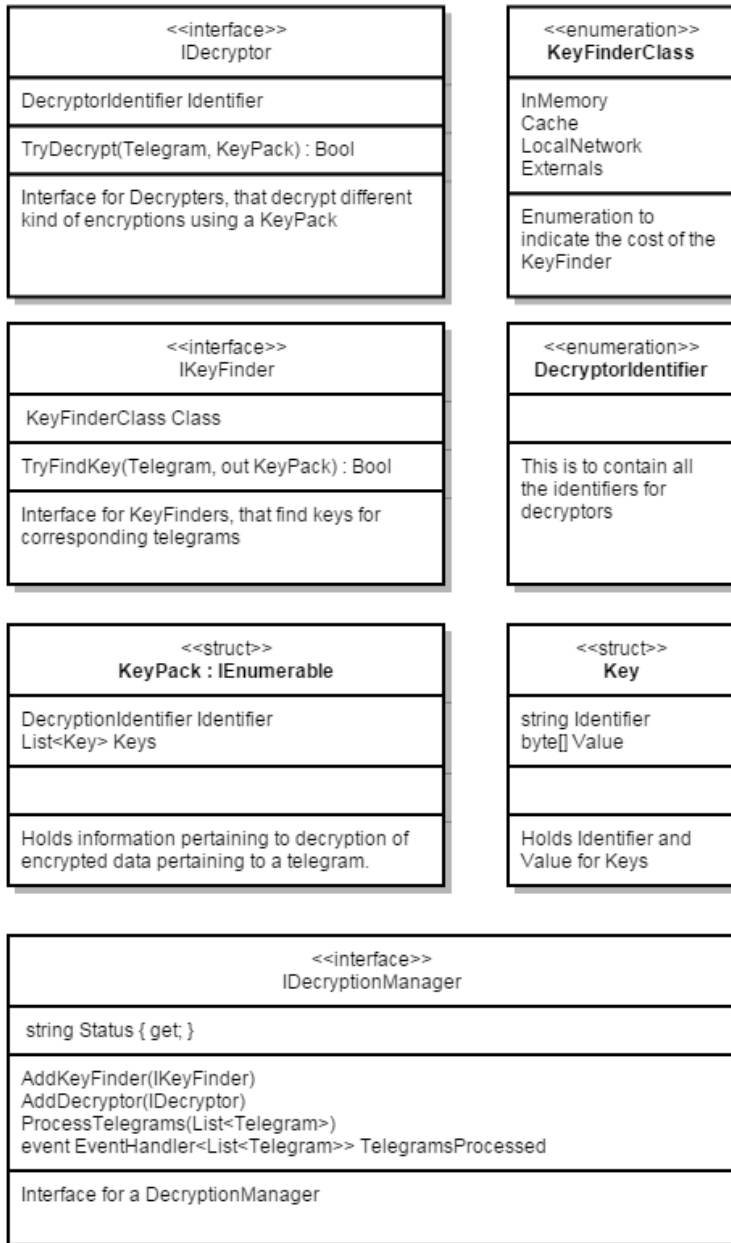 <<interface>>
IDecryptor
DecryptorIdentifier Identifier
TryDecrypt(Telegram, KeyPack) : Bool
Interface for Decrypters, that decrypt different
kind of encryptions using a KeyPack
<<enumeration>>
KeyFinderClass
InMemory
Cache
LocalNetwork
Externals
Enumeration to
indicate the cost of the
KeyFinder
<<interface>>
IKeyFinder
KeyFinderClass Class
TryFindKey(Telegram, out KeyPack) : Bool
Interface for KeyFinders, that find keys for
corresponding telegrams
<<enumeration>>
DecryptorIdentifier
This is to contain all
the identifiers for
decryptors
<<struct>>
KeyPack : IEnumerable
DecryptionIdentifier Identifier
List<Key> Keys
Holds information pertaining to decryption of
encrypted data pertaining to a telegram.
<<struct>>
Key
string Identifier
byte[] Value
Holds Identifier and
Value for Keys
<<interface>>
IDecryptionManager
string Status { get; }
AddKeyFinder(IKeyFinder)
AddDecryptor(IDecryptor)
ProcessTelegrams(List<Telegram>)
event EventHandler<List<Telegram>> TelegramsProcessed
Interface for a DecryptionManager